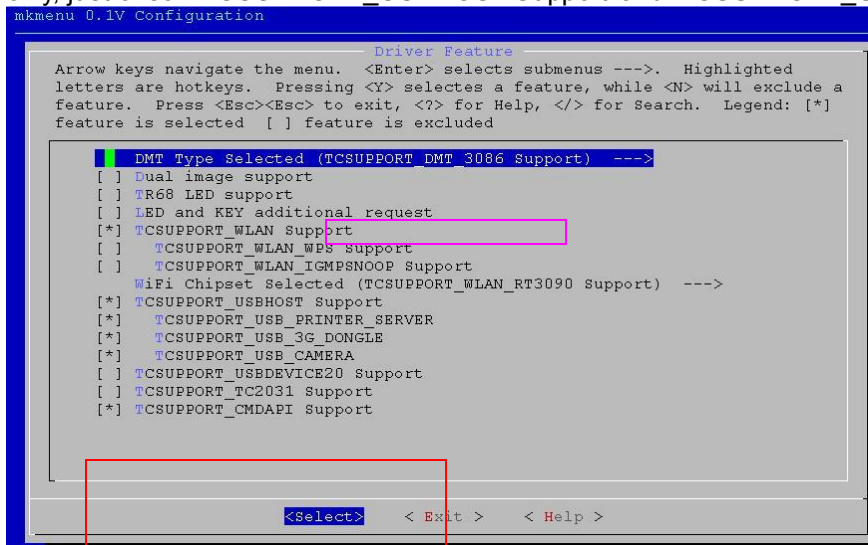 mkmenu 0.1V Configuration
Driver Feature
Arrow keys navigate the menu. <Enter> selects submenus --->. Highlighted
letters are hotkeys. Pressing <Y> selectes a feature, while <N> will exclude a
feature. Press <Esc><Esc> to exit, <?> for Help, </> for Search. Legend: [*]
feature is selected [ ] feature is excluded
DMT Type Selected (TCSUPPORT_DMT_3086 Support) --->
[ ] Dual image support
[ ] TR68 LED support
[ ] LED and KEY additional request
[*] TCSUPPORT_WLAN Support
[ ] TCSUPPORT_WLAN_WPS Support
[ ] TCSUPPORT_WLAN_IGMPSNOOP Support
WiFi Chipset Selected (TCSUPPORT_WLAN_RT3090 Support) --->
[*] TCSUPPORT_USBHOST Support
[*] TCSUPPORT_USB_PRINTER_SERVER
[*] TCSUPPORT_USB_3G_DONGLE
[*] TCSUPPORT_USB_CAMERA
[ ] TCSUPPORT_USBDEVICE20 Support
[ ] TCSUPPORT_TC2031 Support
[*] TCSUPPORT_CMDAPI Support
<Select> < Exit > < Help >